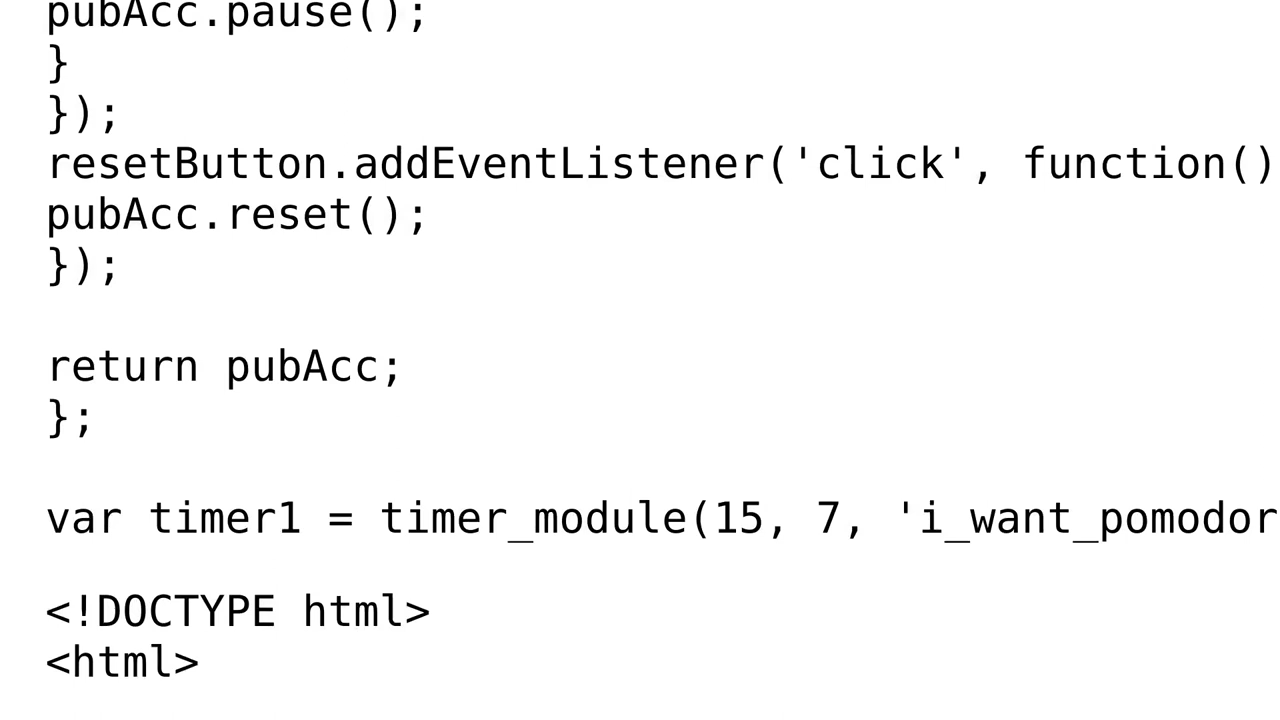 pubAcc.pause();
}
});
resetButton.addEventListener('click', function()
pubAcc.reset();
});
return pubAcc;
};
var timer1 = timer_module(15, 7, 'i_want_pomodor
<!DOCTYPE html>
<html>